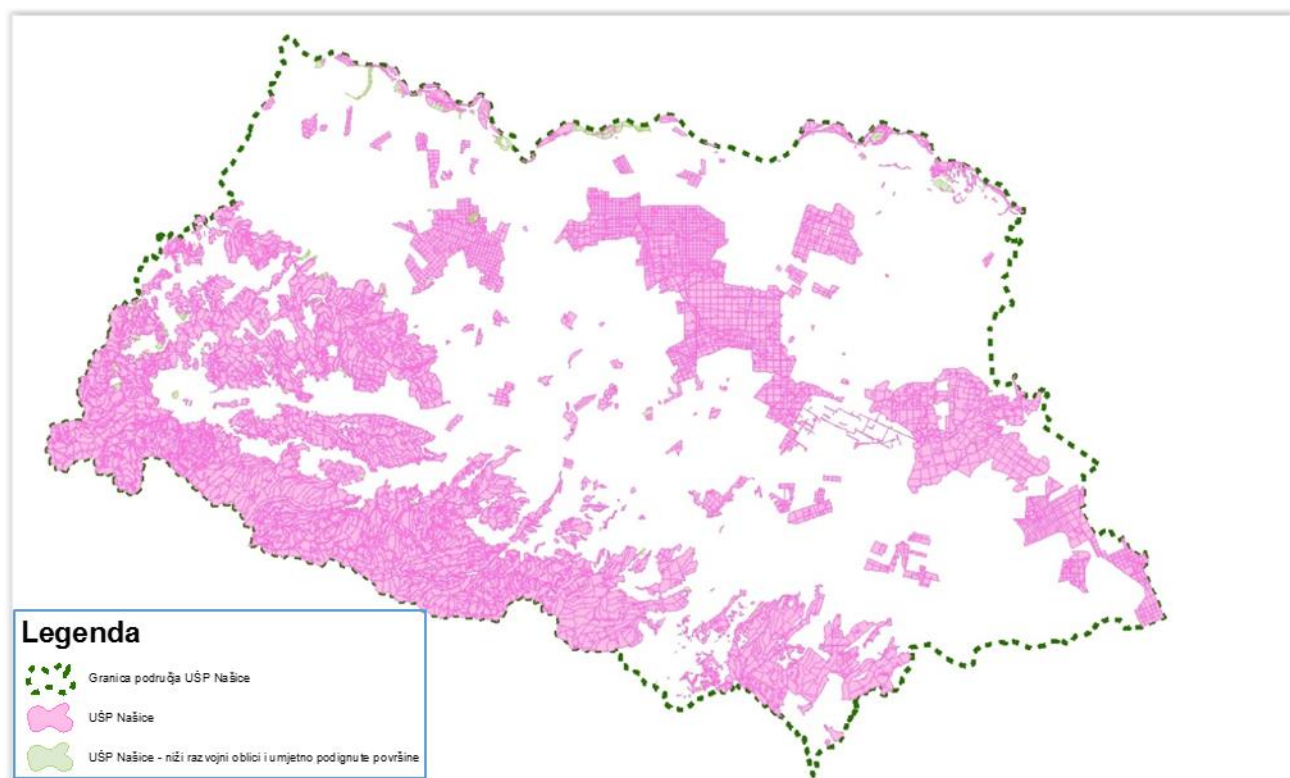 Legenda
Granica područja UŠP Našice
UŠP Našice
UŠP Našice - niži razvojni oblici i umjetno podignute površine